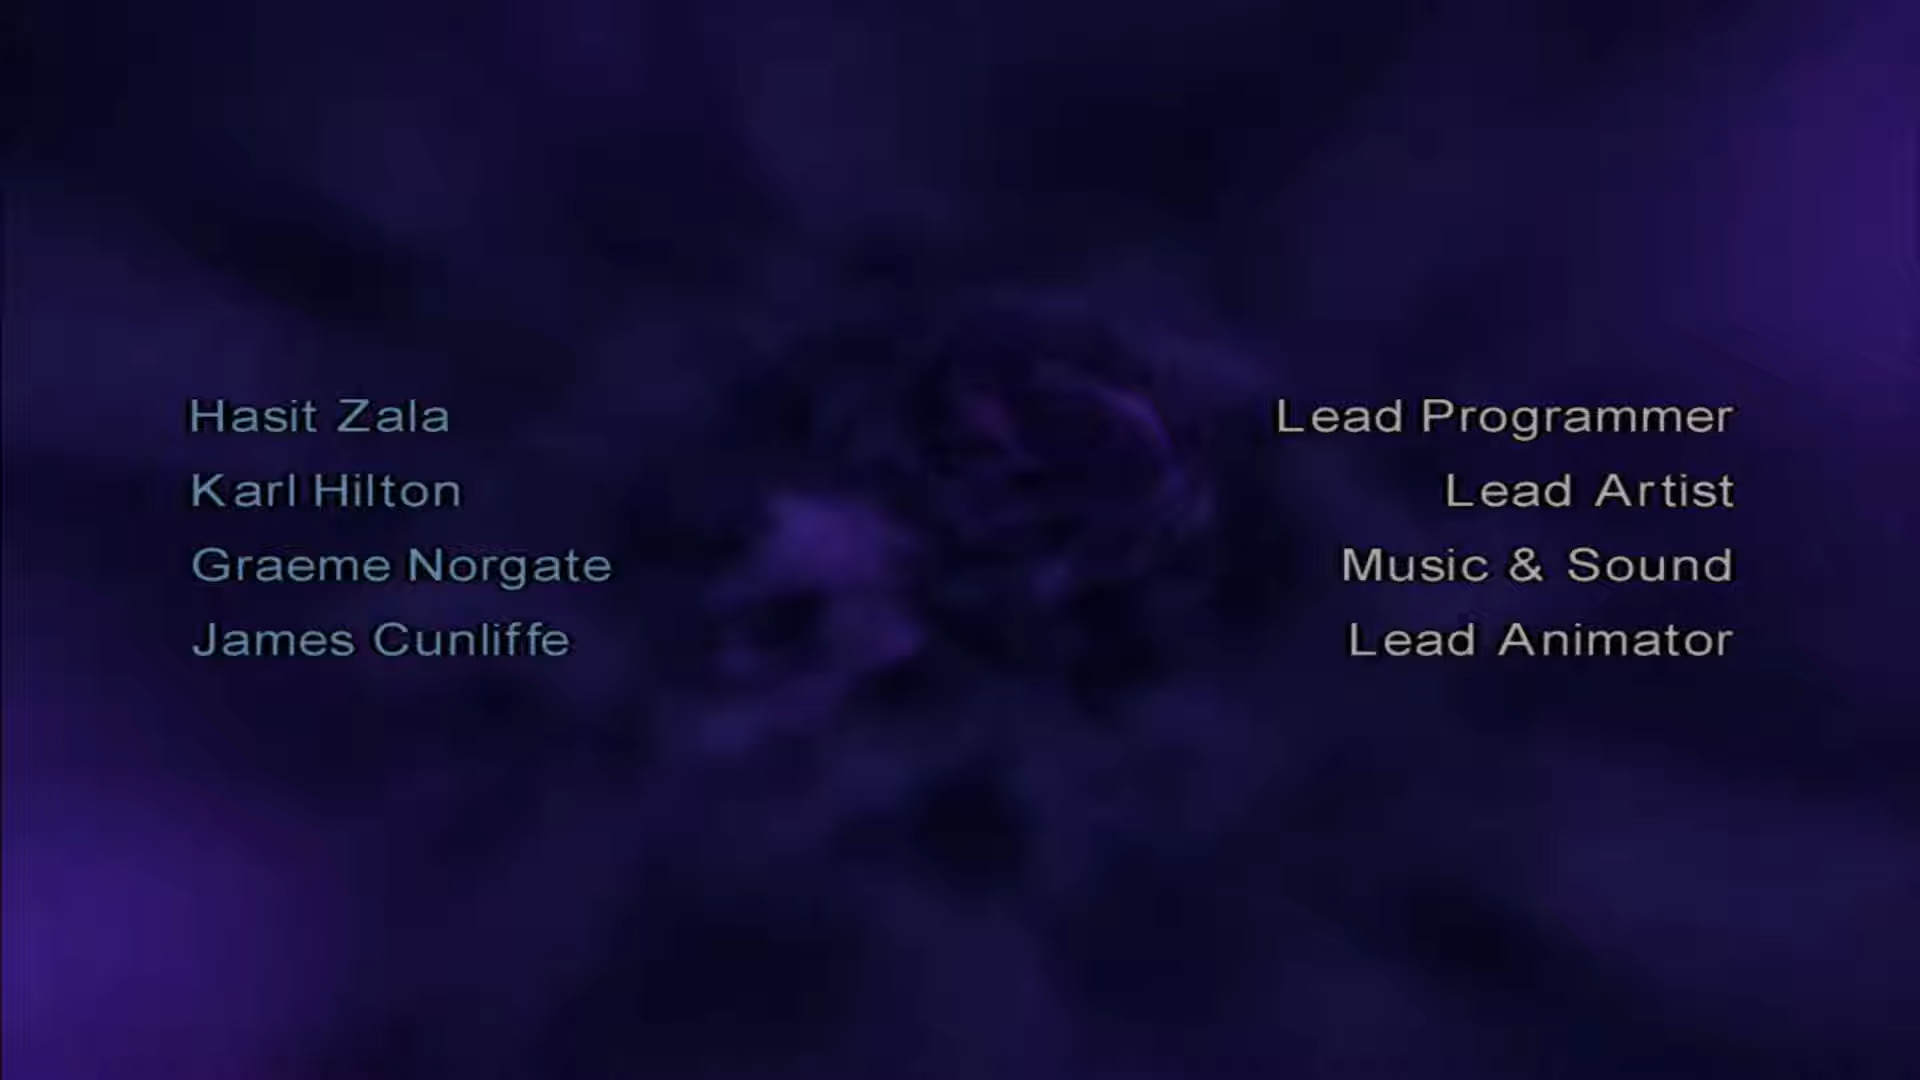 Hasit Zala Lead Programmer
Karl Hilton Lead Artist
Graeme Norgate Music & Sound
James Cunliffe Lead Animator